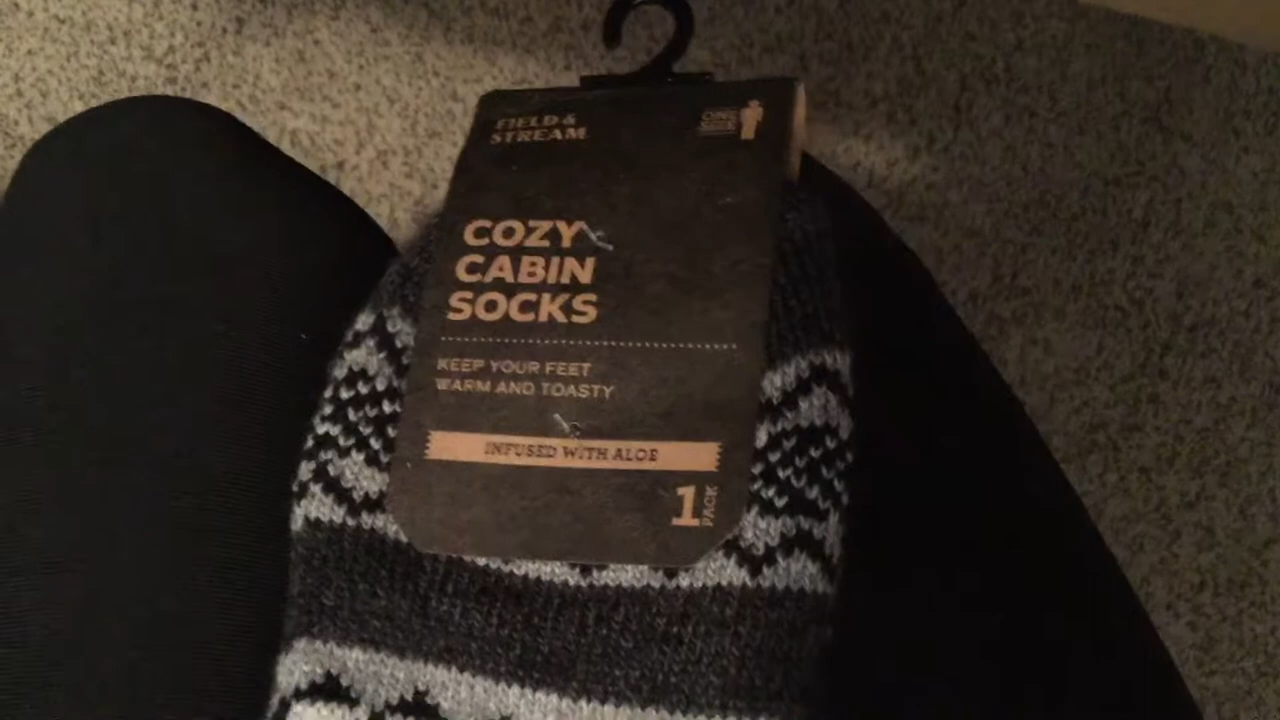 FIELD &
STREAM
COZY
CABIN
SOCKS
KEEP YOUR FEET
WARM AND TOASTY
INFUSED WITH ALOE
1 PACK